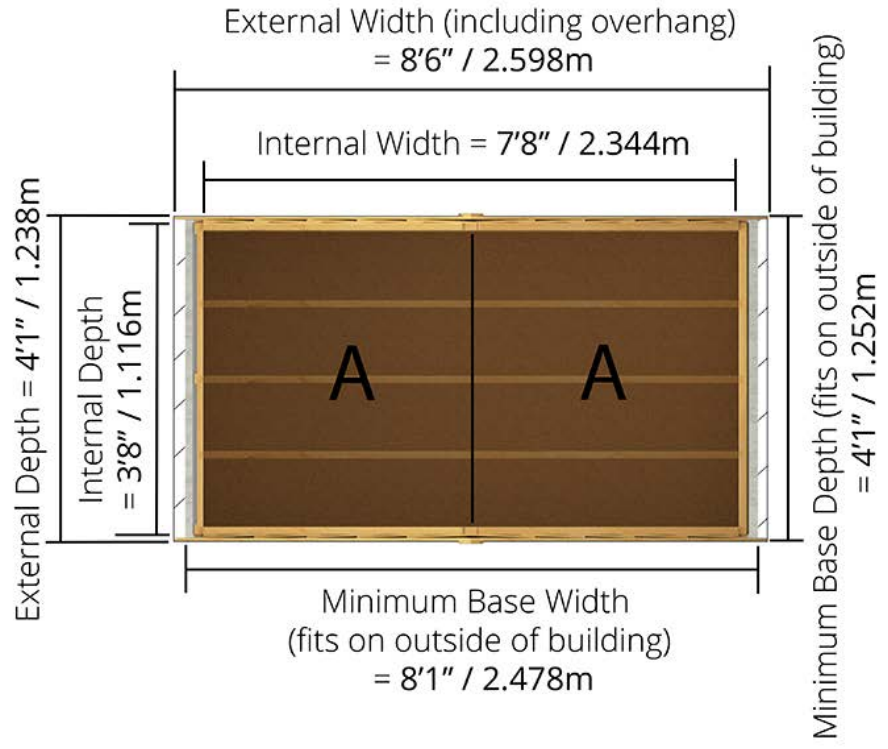 External Width (including overhang)
= 8’6” / 2.598m
Internal Width = 7’8” / 2.344m
External Depth = 4’1” / 1.238m
Internal Depth
= 3’8” / 1.116m
A
A
Minimum Base Depth (fits on outside of building)
= 4’1” / 1.252m
Minimum Base Width
(fits on outside of building)
= 8’1” / 2.478m